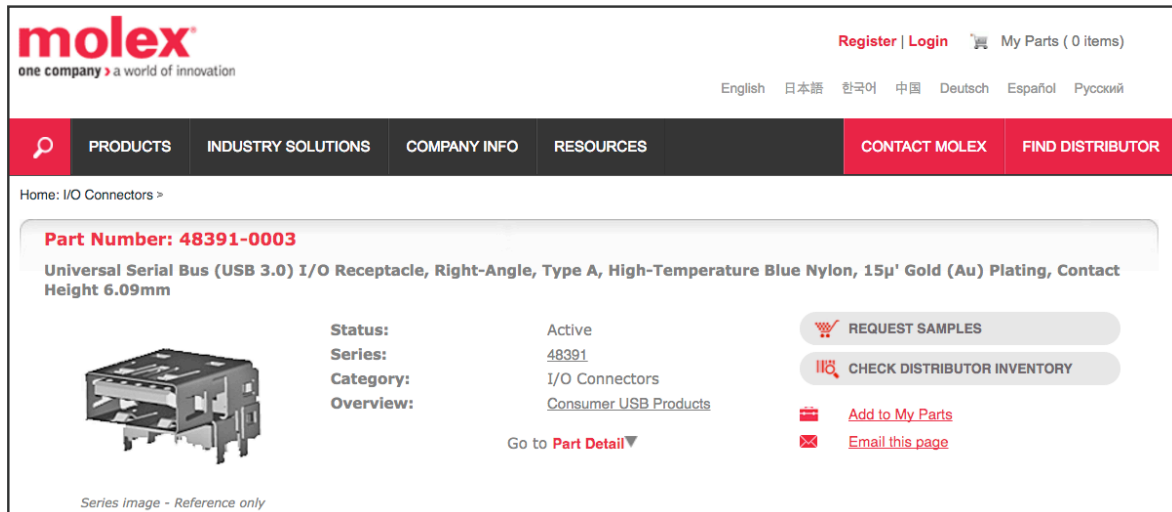 molex
one company > a world of innovation
Register | Login My Parts ( 0 items)
English 日本語 한국어 中国 Deutsch Español Русский
PRODUCTS INDUSTRY SOLUTIONS COMPANY INFO RESOURCES CONTACT MOLEX FIND DISTRIBUTOR
Home: I/O Connectors >
Part Number: 48391-0003
Universal Serial Bus (USB 3.0) I/O Receptacle, Right-Angle, Type A, High-Temperature Blue Nylon, 15µ' Gold (Au) Plating, Contact
Height 6.09mm
Status: Active
Series: 48391
Category: I/O Connectors
Overview: Consumer USB Products
Go to Part Detail
REQUEST SAMPLES
CHECK DISTRIBUTOR INVENTORY
Add to My Parts
Email this page
Series image - Reference only